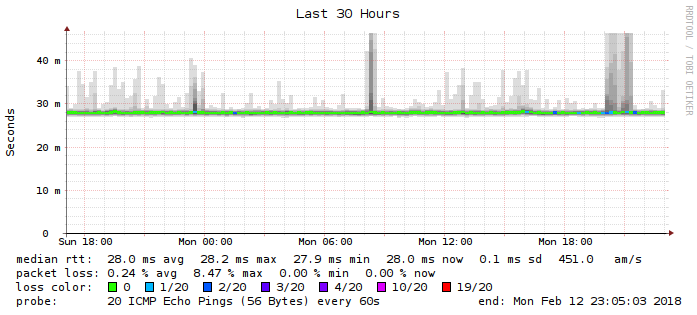 Last 30 Hours
RRDTOOL / TOBI OETIKER
Seconds
40 m
30 m
20 m
10 m
0
Sun 18:00 Mon 00:00 Mon 06:00 Mon 12:00 Mon 18:00
median rtt: 28.0 ms avg 28.2 ms max 27.9 ms min 28.0 ms now 0.1 ms sd 451.0 am/s
packet loss: 0.24 % avg 8.47 % max 0.00 % min 0.00 % now
loss color: 0 1/20 2/20 3/20 4/20 10/20 19/20
probe: 20 ICMP Echo Pings (56 Bytes) every 60s end: Mon Feb 12 23:05:03 2018